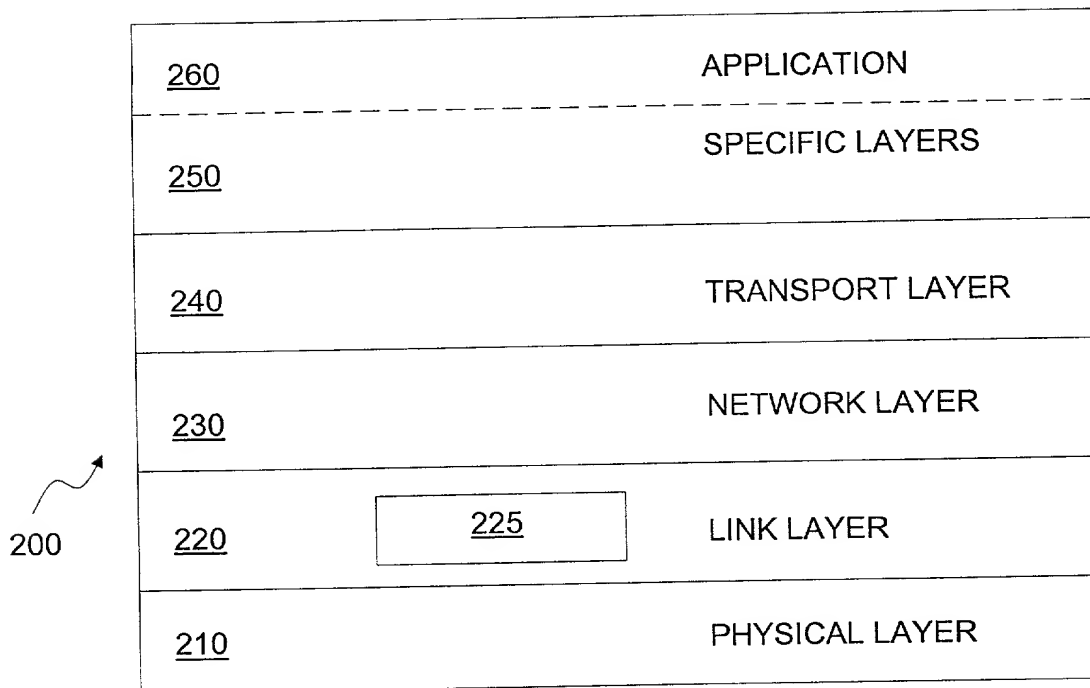 260 APPLICATION
250 SPECIFIC LAYERS
240 TRANSPORT LAYER
230 NETWORK LAYER
200
220 225 LINK LAYER
210 PHYSICAL LAYER